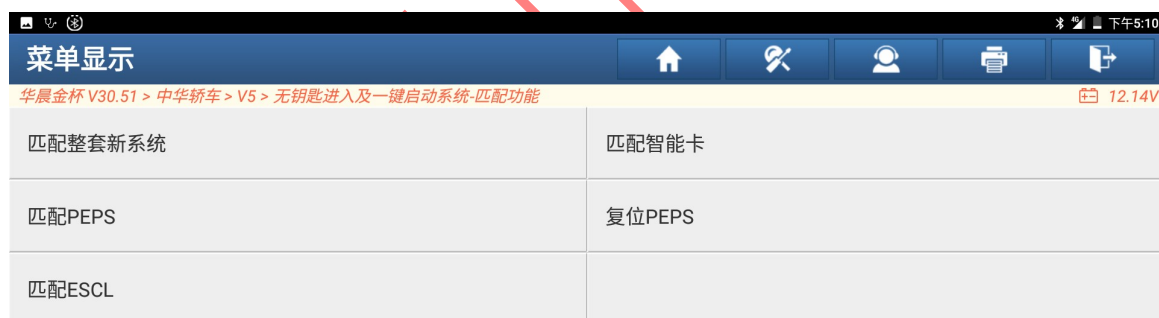 4G 下午5:10
菜单显示
华晨金杯 V30.51 > 中华轿车 > V5 > 无钥匙进入及一键启动系统-匹配功能 12.14V
匹配整套新系统 匹配智能卡
匹配PEPS 复位PEPS
匹配ESCL